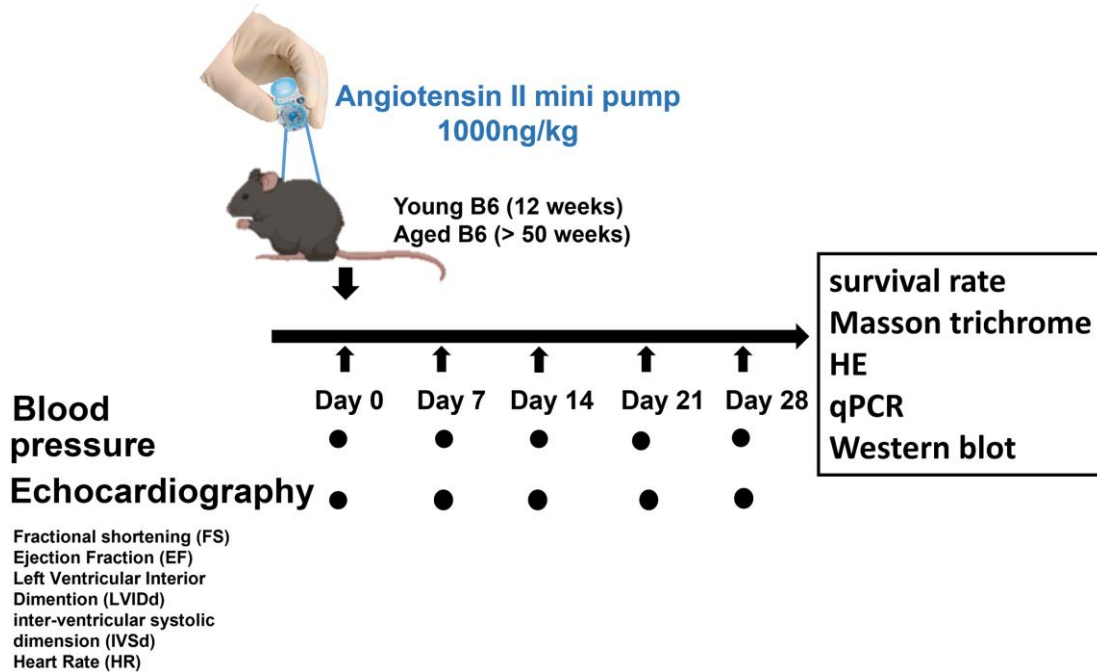 Angiotensin II mini pump
1000ng/kg
Young B6 (12 weeks)
Aged B6 (> 50 weeks)
survival rate
Masson trichrome
HE
qPCR
Western blot
Day 0 Day 7 Day 14 Day 21 Day 28
Blood
pressure
Echocardiography
Fractional shortening (FS)
Ejection Fraction (EF)
Left Ventricular Interior
Dimention (LVIDd)
inter-ventricular systolic
dimension (IVSd)
Heart Rate (HR)